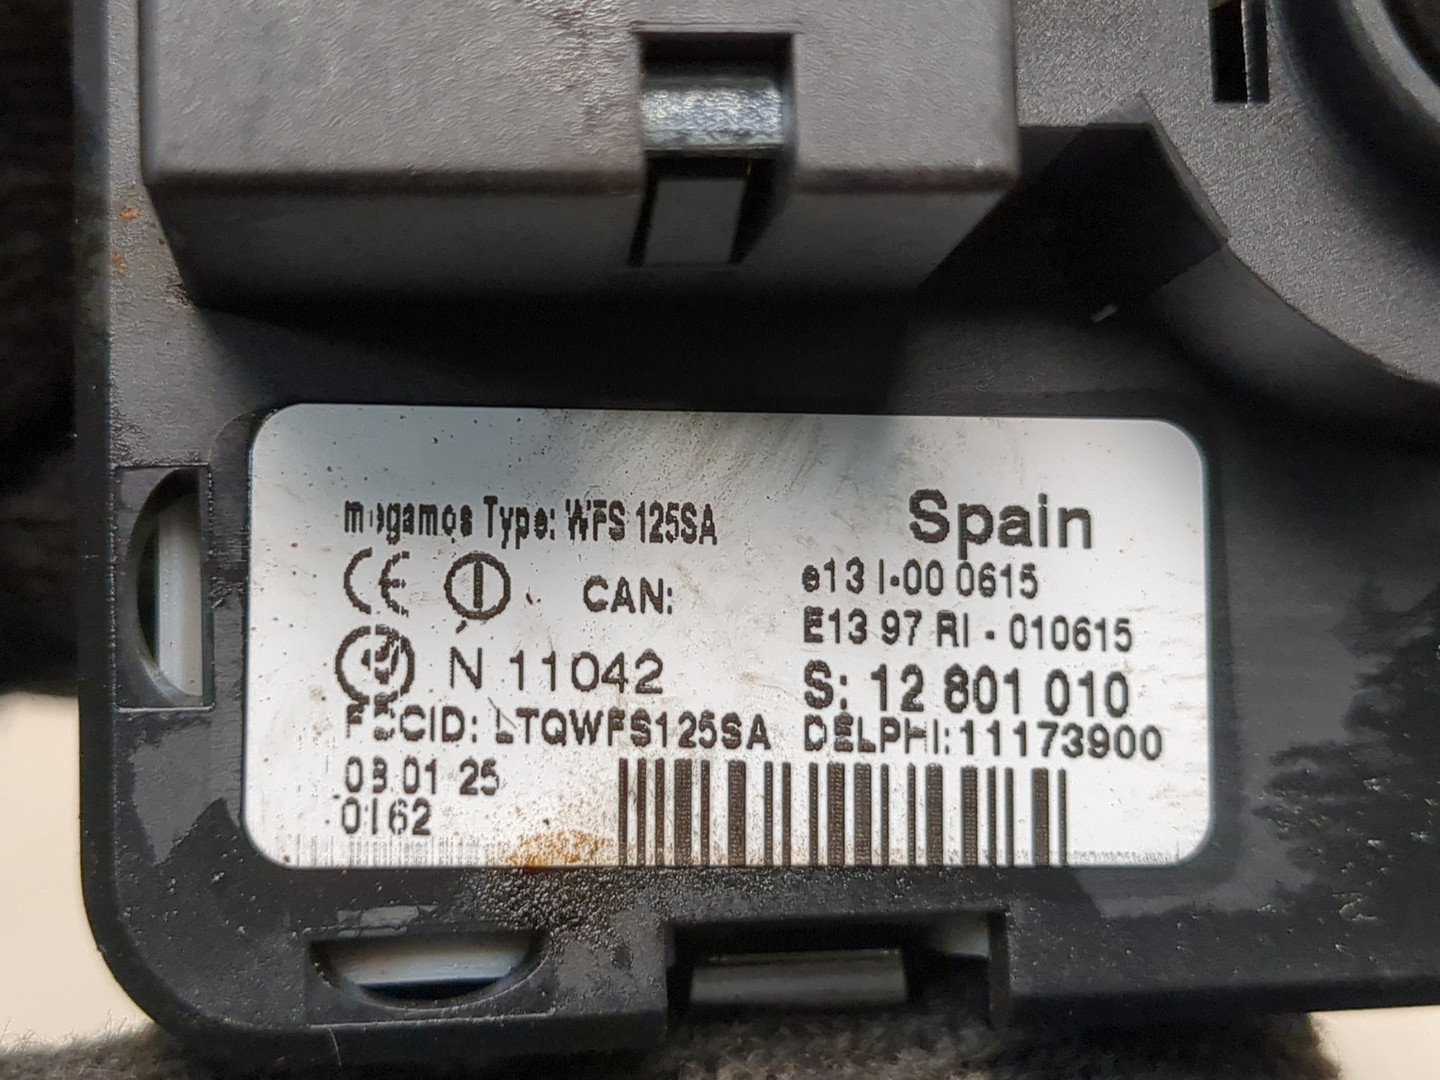 megamos Type: WFS 125SA
Spain
CE
CAN:
e13 I-00 0615
E13 97 RI - 010615
N 11042
S: 12 801 010
FCCID: LTQWFS125SA
DELPHI:11173900
01 25
0162